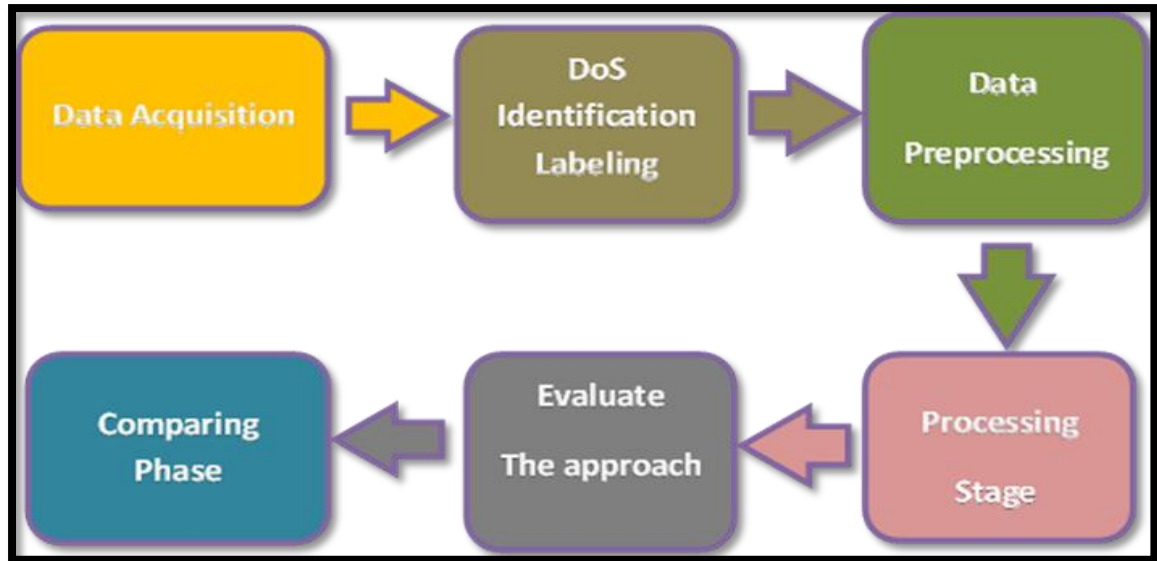 Data Acquisition
DoS
Identification
Labeling
Data
Preprocessing
Processing
Stage
Evaluate
The approach
Comparing
Phase